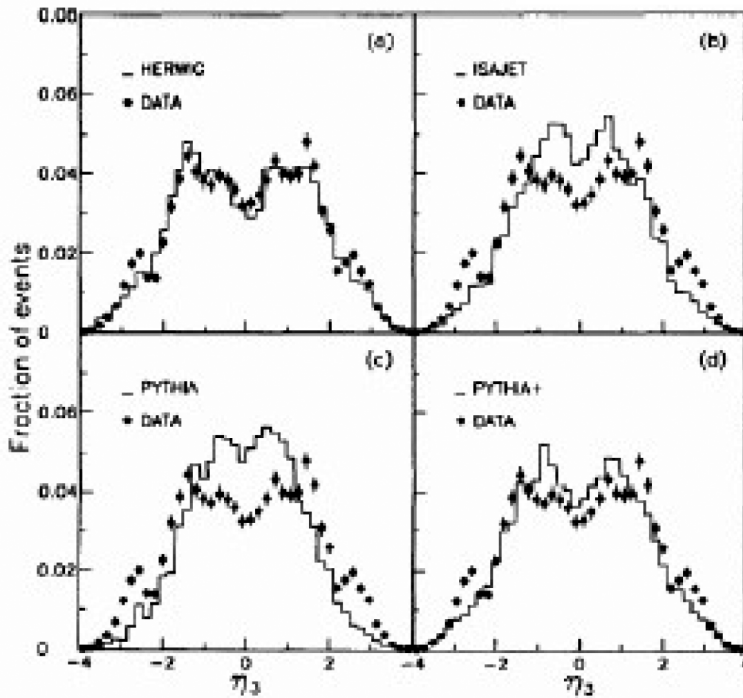 0.08
(a)
HERWIG
DATA
0.06
0.04
0.02
0
(b)
ISAJET
DATA
Fraction of events
(c)
PYTHIA
DATA
0.06
0.04
0.02
0
-4 -2 0 2
η3
(d)
PYTHIA+
DATA
-4 -2 0 2 4
η3